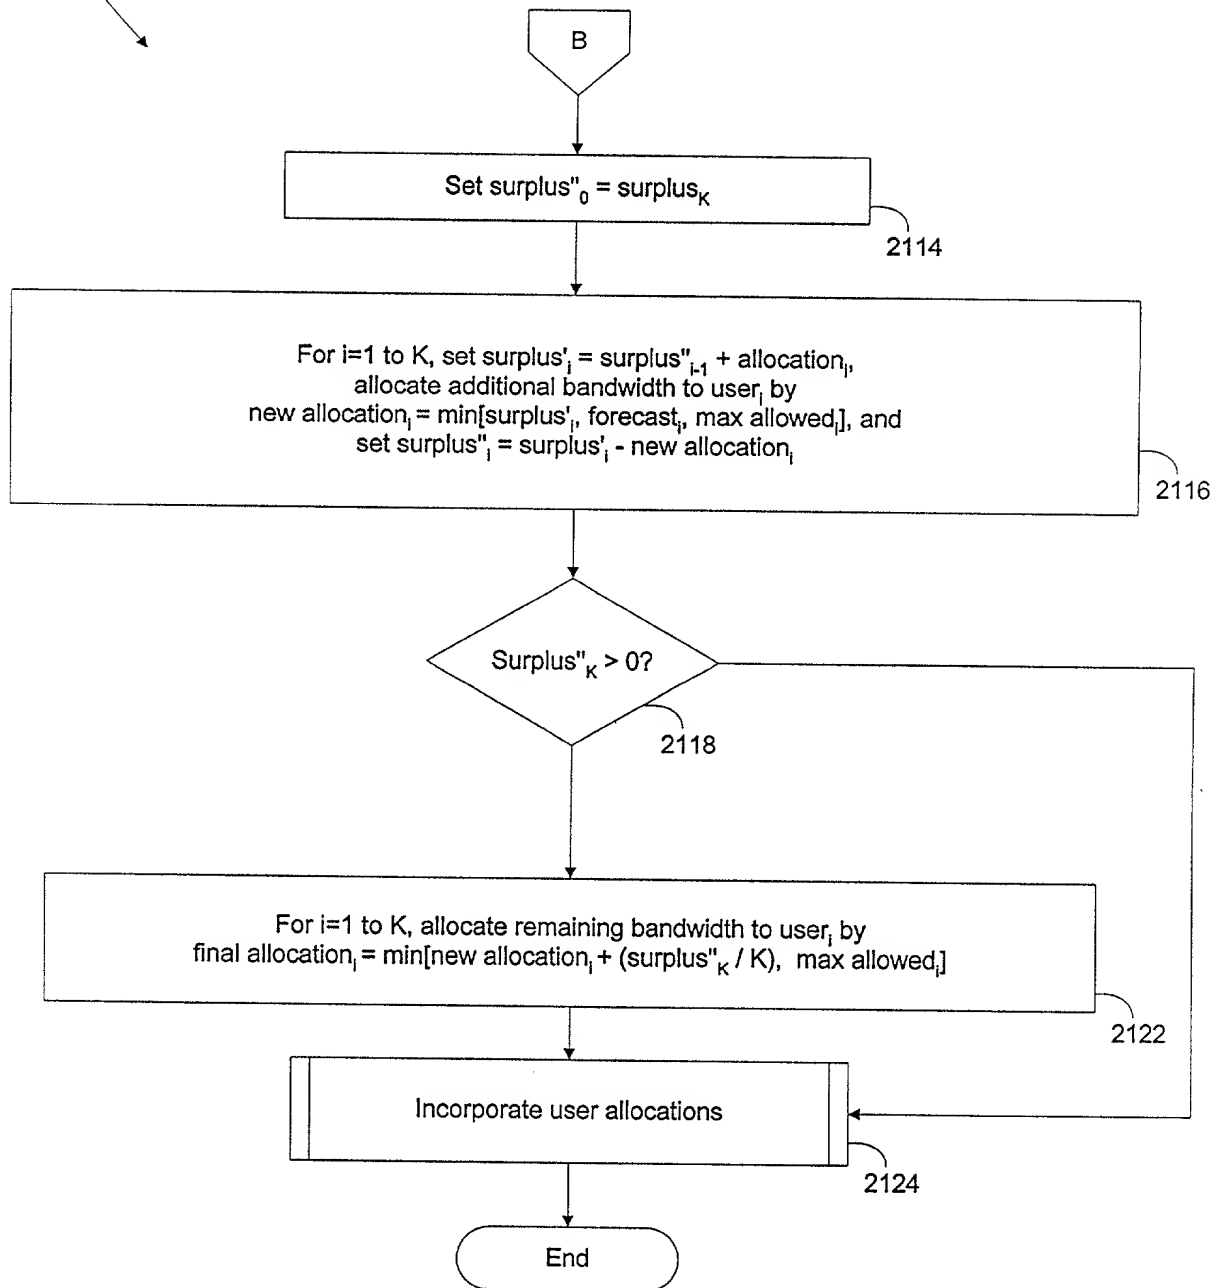 B
Set surplus"₀ = surplusK
2114
For i=1 to K, set surplus'ᵢ = surplus"ᵢ₋₁ + allocationᵢ,
allocate additional bandwidth to userᵢ by
new allocationᵢ = min[surplus'ᵢ, forecastᵢ, max allowedᵢ], and
set surplus"ᵢ = surplus'ᵢ - new allocationᵢ
2116
Surplus"K > 0?
2118
For i=1 to K, allocate remaining bandwidth to userᵢ by
final allocationᵢ = min[new allocationᵢ + (surplus"K / K), max allowedᵢ]
2122
Incorporate user allocations
2124
End